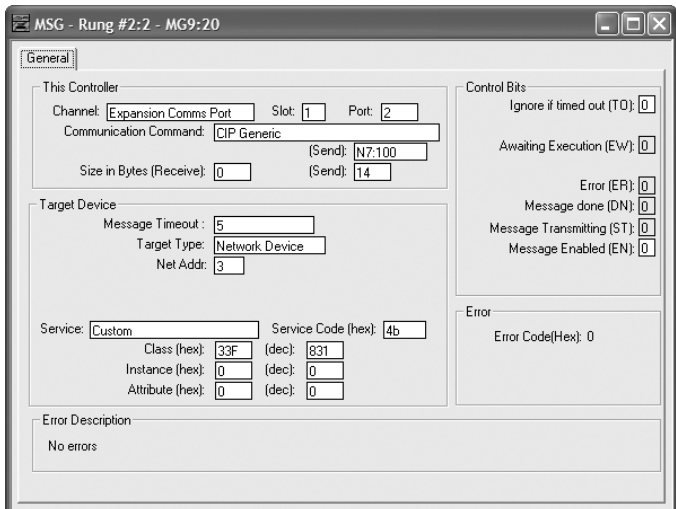 MSG - Rung #2:2 - MG9:20
General
This Controller
Channel: Expansion Comms Port Slot: 1 Port: 2
Communication Command: CIP Generic
(Send): N7:100
Size in Bytes (Receive): 0 (Send): 14
Target Device
Message Timeout : 5
Target Type: Network Device
Net Addr: 3
Service: Custom Service Code (hex): 4b
Class (hex): 33F (dec): 831
Instance (hex): 0 (dec): 0
Attribute (hex): 0 (dec): 0
Control Bits
Ignore if timed out (TO): 0
Awaiting Execution (EW): 0
Error (ER): 0
Message done (DN): 0
Message Transmitting (ST): 0
Message Enabled (EN): 0
Error
Error Code(Hex): 0
Error Description
No errors